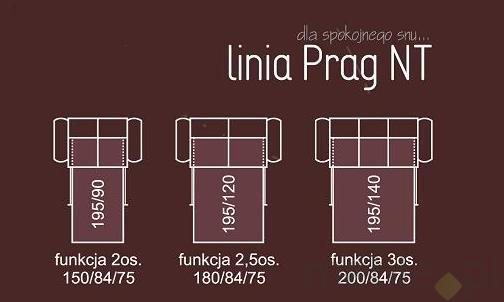 dla spokojnego snu...
linia Prag NT
195/90
195/120
195/140
funkcja 2os.
150/84/75
funkcja 2,5os.
180/84/75
funkcja 3os.
200/84/75